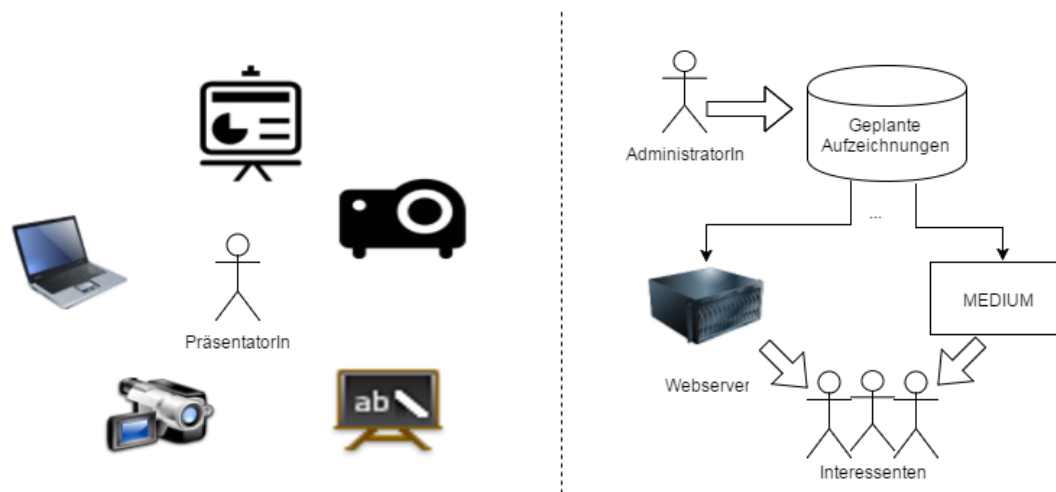 PräsentatorIn
ab
AdministratorIn
Geplante
Aufzeichnungen
...
MEDIUM
Webserver
Interessenten